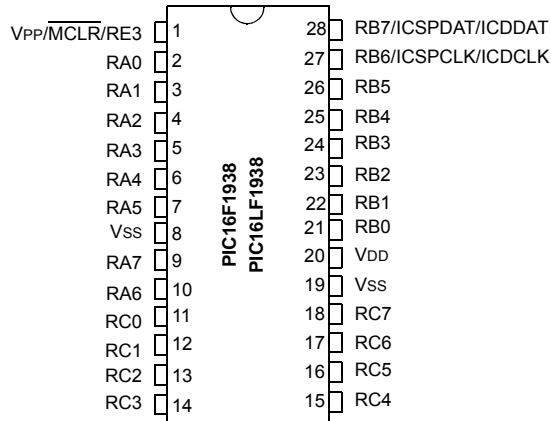 VPP/MCLR/RE3 1 28 RB7/ICSPDAT/ICDDAT
RA0 2 27 RB6/ICSPCLK/ICDCLK
RA1 3 26 RB5
RA2 4 25 RB4
RA3 5 24 RB3
RA4 6 23 RB2
RA5 7 22 RB1
VSS 8 21 RB0
RA7 9 20 VDD
RA6 10 19 VSS
RC0 11 18 RC7
RC1 12 17 RC6
RC2 13 16 RC5
RC3 14 15 RC4
PIC16F1938
PIC16LF1938